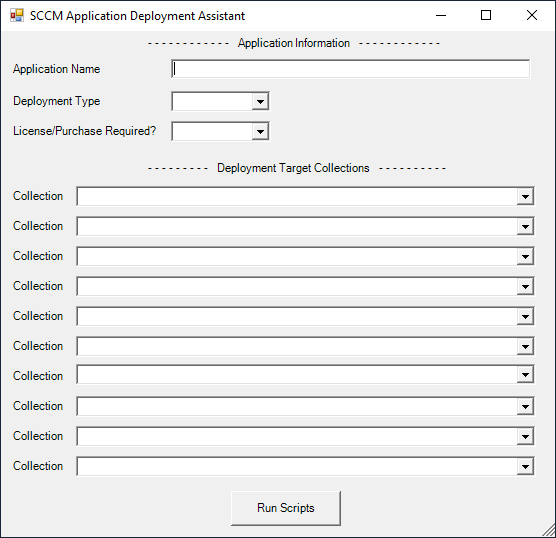 SCCM Application Deployment Assistant
- - - - - - - - - - - - Application Information - - - - - - - - - - - -
Application Name
Deployment Type
License/Purchase Required?
- - - - - - - - - Deployment Target Collections - - - - - - - - - -
Collection
Collection
Collection
Collection
Collection
Collection
Collection
Collection
Collection
Collection
Run Scripts